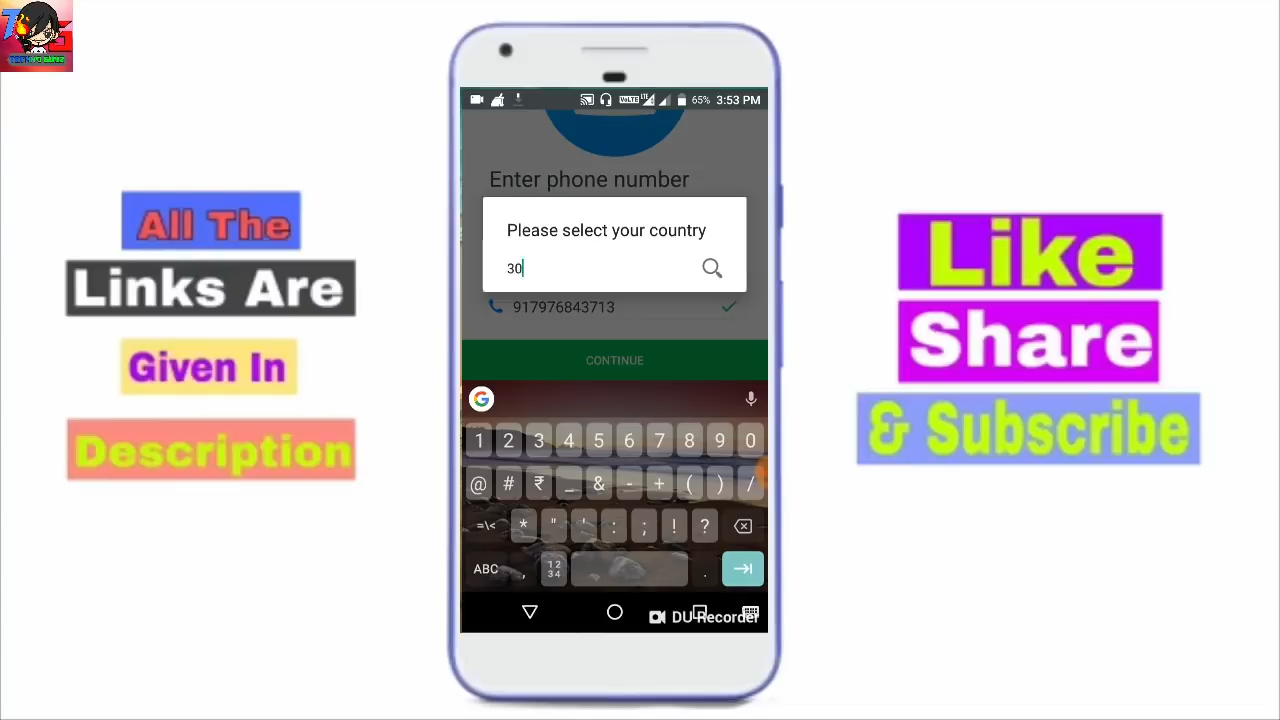 All The
Links Are
Given In
Description
VoLTE LTE 65% 3:53 PM
Enter phone number
Please select your country
30
917976843713
CONTINUE
G
1 2 3 4 5 6 7 8 9 0
@ # ₹ _ & - + ( ) /
=\< * " ' : ; ! ?
ABC , 12 34 .
DU Recorder
Like
Share
& Subscribe